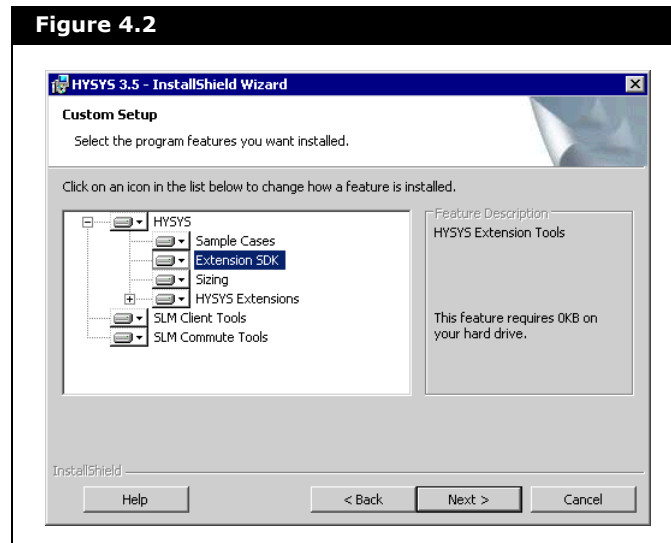 Figure 4.2
HYSYS 3.5 - InstallShield Wizard
Custom Setup
Select the program features you want installed.
Click on an icon in the list below to change how a feature is installed.
HYSYS
Sample Cases
Extension SDK
Sizing
HYSYS Extensions
SLM Client Tools
SLM Commute Tools
Feature Description
HYSYS Extension Tools
This feature requires 0KB on
your hard drive.
InstallShield
Help
< Back
Next >
Cancel